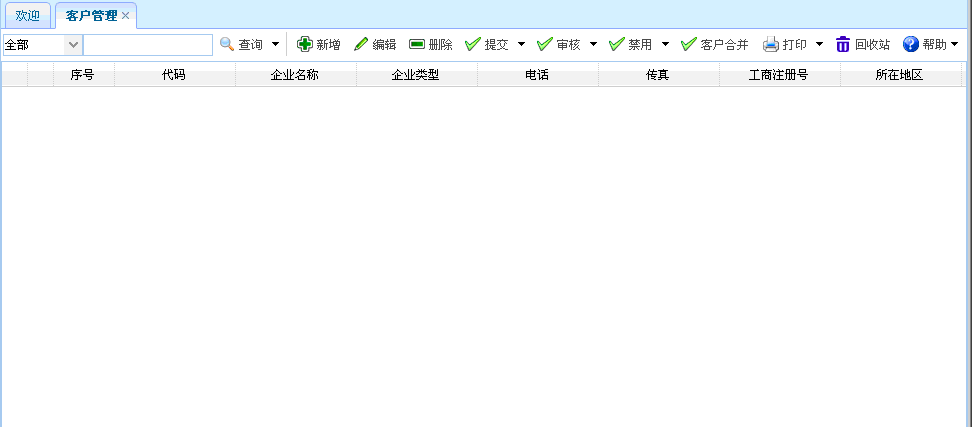 欢迎 客户管理
全部 查询 新增 编辑 删除 提交 审核 禁用 客户合并 打印 回收站 帮助
序号 代码 企业名称 企业类型 电话 传真 工商注册号 所在地区